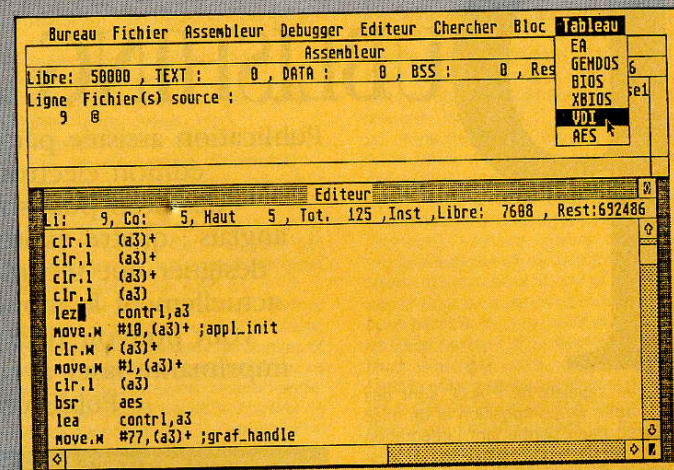 Bureau Fichier Assembleur Debugger Editeur Chercher Bloc Tableau
EA
GEMDOS
BIOS
XBIOS
VDI
AES
Assembleur
Libre: 50000 , TEXT : 0 , DATA : 0 , BSS : 0 , Res 6
Ligne Fichier(s) source : se1
9 @
Editeur
Li: 9, Co: 5, Haut 5 , Tot. 125 ,Inst ,Libre: 7608 , Rest:692486
clr.l (a3)+
clr.l (a3)+
clr.l (a3)+
clr.l (a3)
lez contrl,a3
move.w #10,(a3)+ ;appl_init
clr.w (a3)+
move.w #1,(a3)+
clr.l (a3)
bsr aes
lea contrl,a3
move.w #77,(a3)+ ;graf_handle